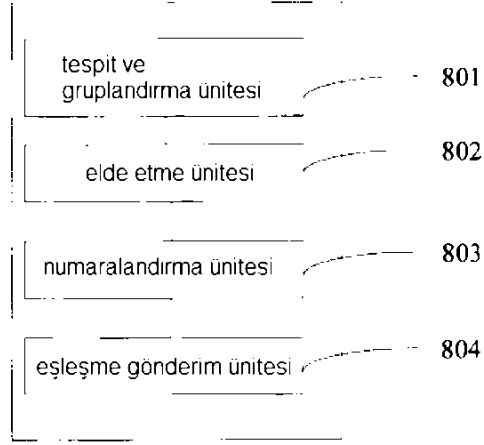 tespit ve
gruplandırma ünitesi
801
elde etme ünitesi
802
numaralandırma ünitesi
803
eşleşme gönderim ünitesi
804